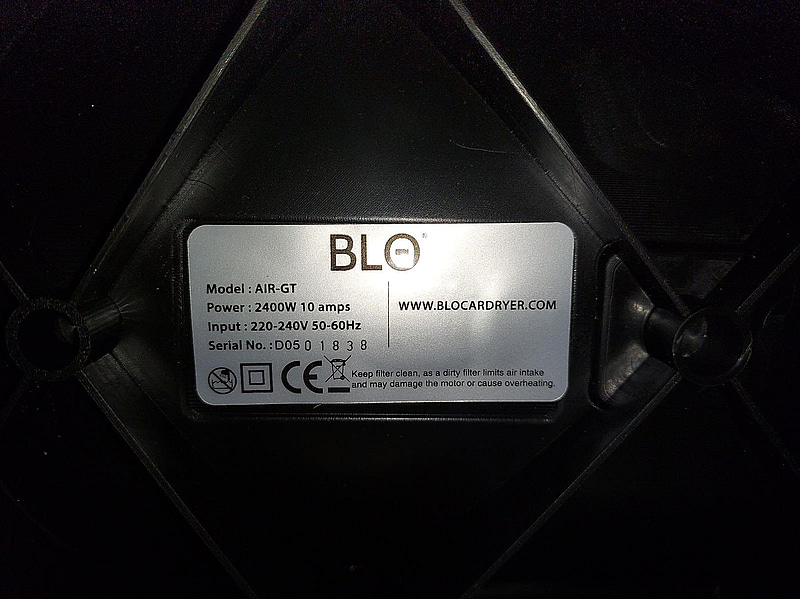 BLO®
Model : AIR-GT
Power : 2400W 10 amps
Input : 220-240V 50-60Hz
Serial No. : D05 0 1 8 3 8
WWW.BLOCARDRYER.COM
CE
Keep filter clean, as a dirty filter limits air intake
and may damage the motor or cause overheating.